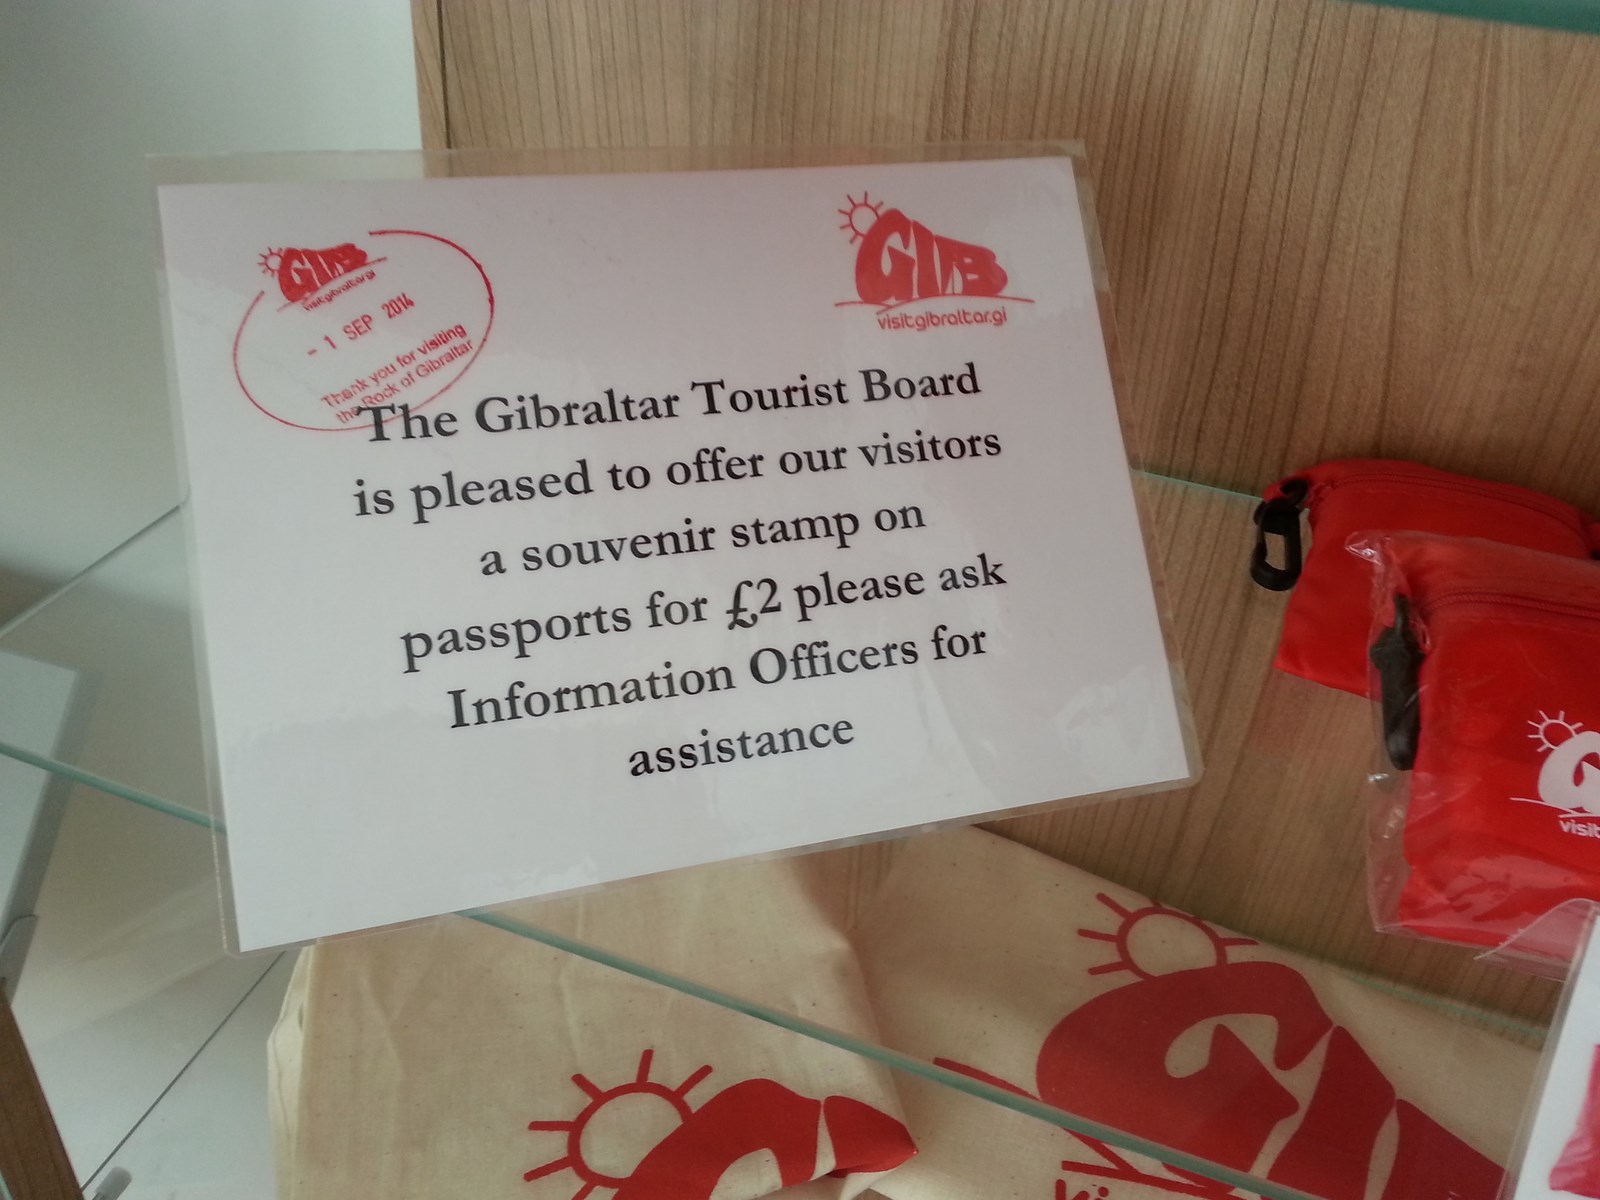 GIB
visitgibraltar.gi
- 1 SEP 2014
Thank you for visiting
the Rock of Gibraltar
GIB
visitgibraltar.gi
The Gibraltar Tourist Board
is pleased to offer our visitors
a souvenir stamp on
passports for £2 please ask
Information Officers for
assistance
G
visit
G
vi